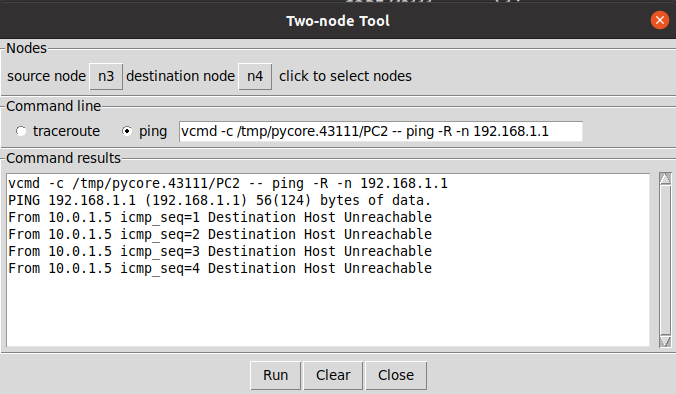 Two-node Tool
Nodes
source node n3 destination node n4 click to select nodes
Command line
traceroute ping vcmd -c /tmp/pycore.43111/PC2 -- ping -R -n 192.168.1.1
Command results
vcmd -c /tmp/pycore.43111/PC2 -- ping -R -n 192.168.1.1
PING 192.168.1.1 (192.168.1.1) 56(124) bytes of data.
From 10.0.1.5 icmp_seq=1 Destination Host Unreachable
From 10.0.1.5 icmp_seq=2 Destination Host Unreachable
From 10.0.1.5 icmp_seq=3 Destination Host Unreachable
From 10.0.1.5 icmp_seq=4 Destination Host Unreachable
Run Clear Close